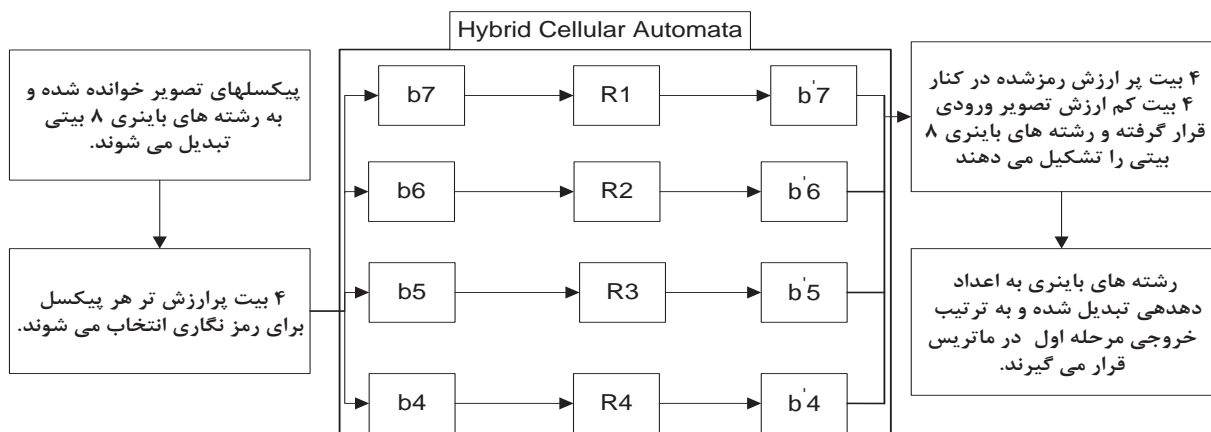 Hybrid Cellular Automata
پیکسلهای تصویر خوانده شده و
به رشته های باینری ۸ بیتی
تبدیل می شوند.
۴ بیت پرارزش تر هر پیکسل
برای رمز نگاری انتخاب می شوند.
b7
R1
b'7
b6
R2
b'6
b5
R3
b'5
b4
R4
b'4
۴ بیت پر ارزش رمزشده در کنار
۴ بیت کم ارزش تصویر ورودی
قرار گرفته و رشته های باینری ۸
بیتی را تشکیل می دهند
رشته های باینری به اعداد
دهدهی تبدیل شده و به ترتیب
خروجی مرحله اول در ماتریس
قرار می گیرند.